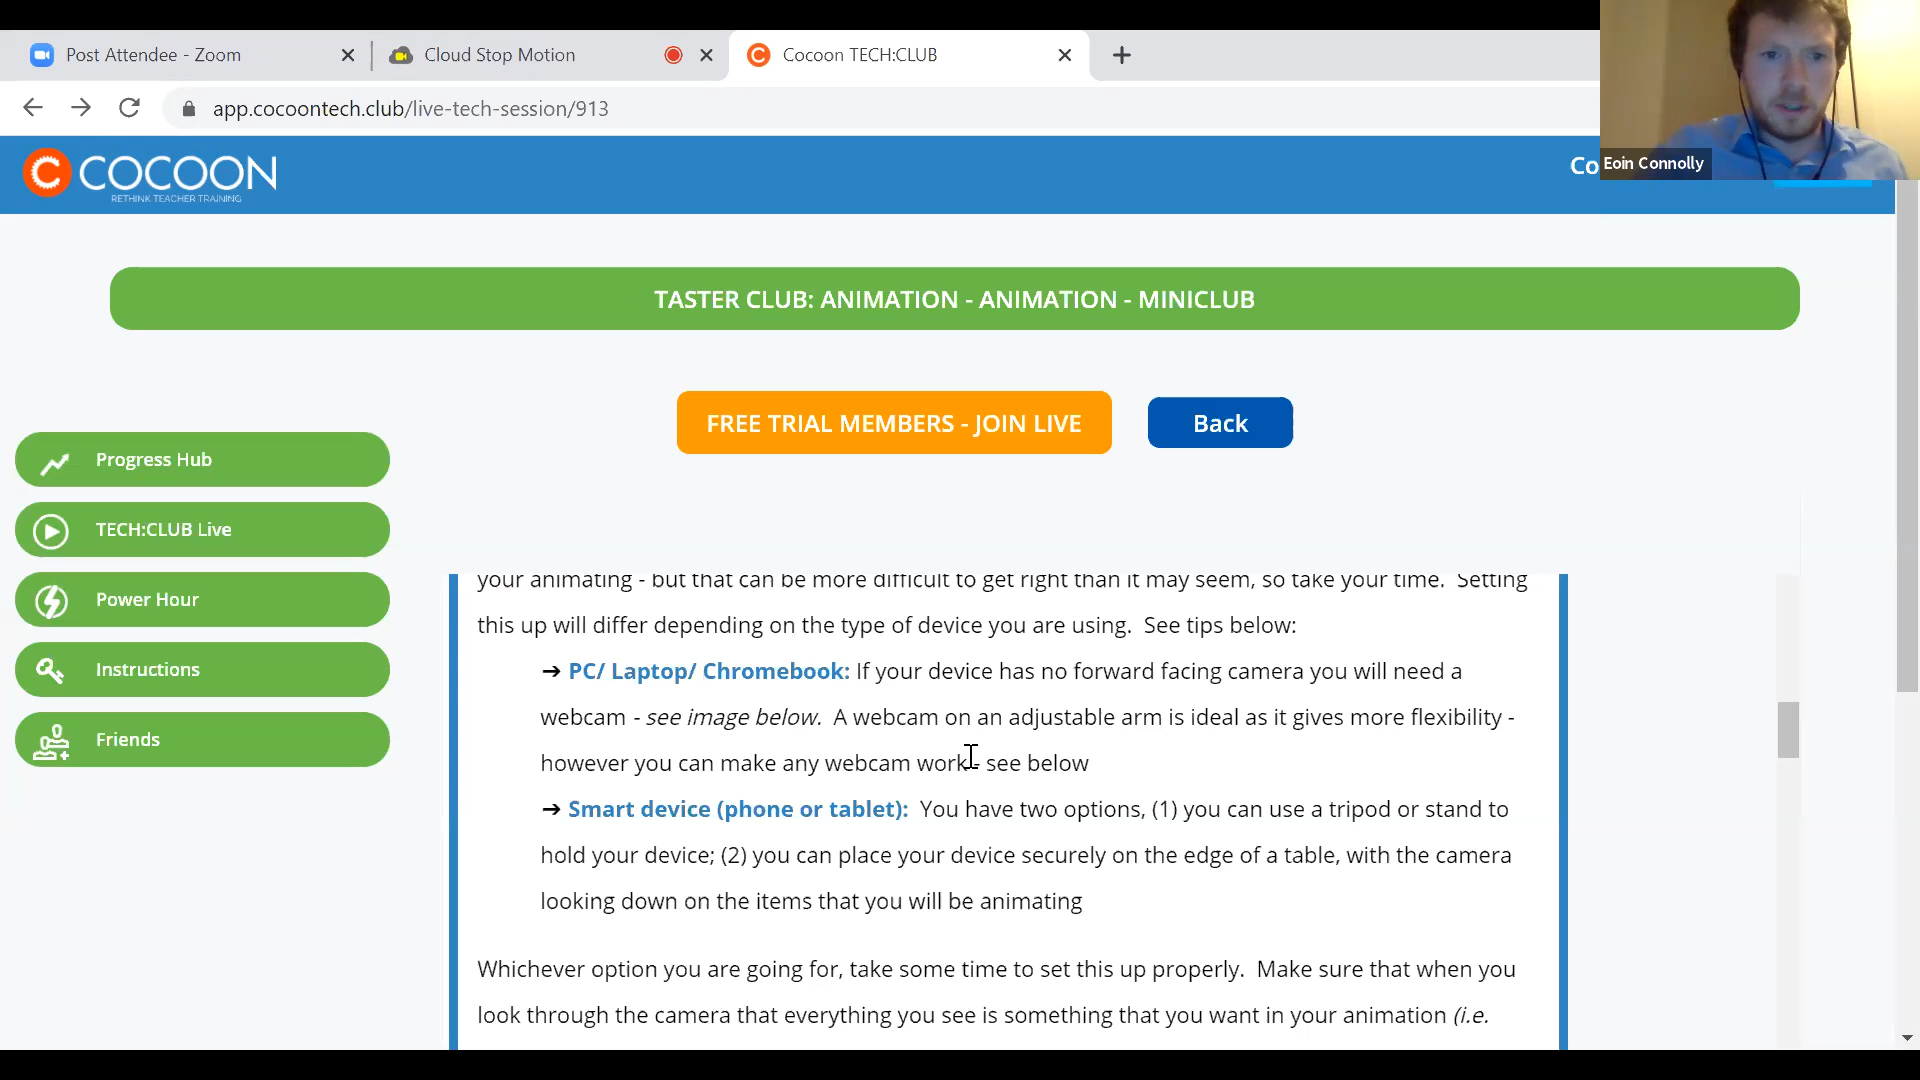 Post Attendee - Zoom
Cloud Stop Motion
Cocoon TECH:CLUB
app.cocoontech.club/live-tech-session/913
Eoin Connolly
C COCOON
RETHINK TEACHER TRAINING
Co
TASTER CLUB: ANIMATION - ANIMATION - MINICLUB
FREE TRIAL MEMBERS - JOIN LIVE
Back
Progress Hub
TECH:CLUB Live
Power Hour
Instructions
Friends
your animating - but that can be more difficult to get right than it may seem, so take your time. Setting
this up will differ depending on the type of device you are using. See tips below:
➔ PC/ Laptop/ Chromebook: If your device has no forward facing camera you will need a
webcam - see image below. A webcam on an adjustable arm is ideal as it gives more flexibility -
however you can make any webcam work - see below
➔ Smart device (phone or tablet): You have two options, (1) you can use a tripod or stand to
hold your device; (2) you can place your device securely on the edge of a table, with the camera
looking down on the items that you will be animating
Whichever option you are going for, take some time to set this up properly. Make sure that when you
look through the camera that everything you see is something that you want in your animation (i.e.